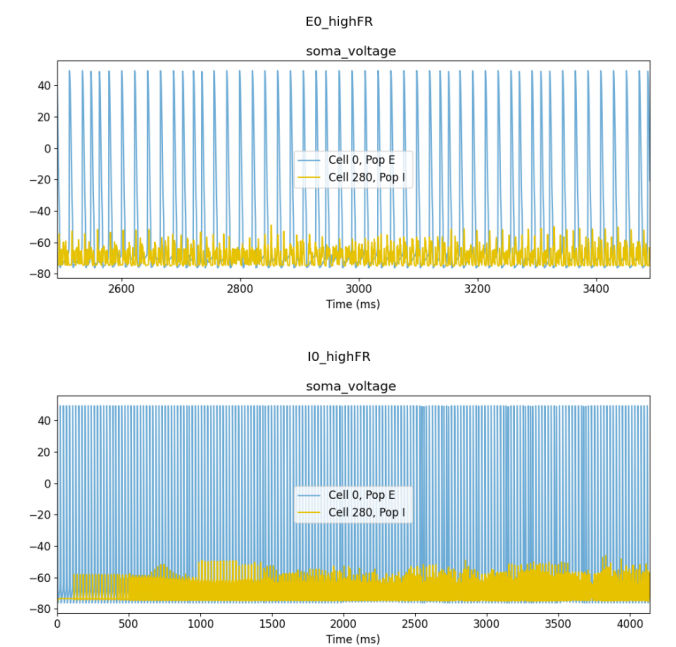 E0_highFR
soma_voltage
40
20
0
−20
−40
−60
−80
Cell 0, Pop E
Cell 280, Pop I
2600 2800 3000 3200 3400
Time (ms)
I0_highFR
soma_voltage
40
20
0
−20
−40
−60
−80
Cell 0, Pop E
Cell 280, Pop I
0 500 1000 1500 2000 2500 3000 3500 4000
Time (ms)